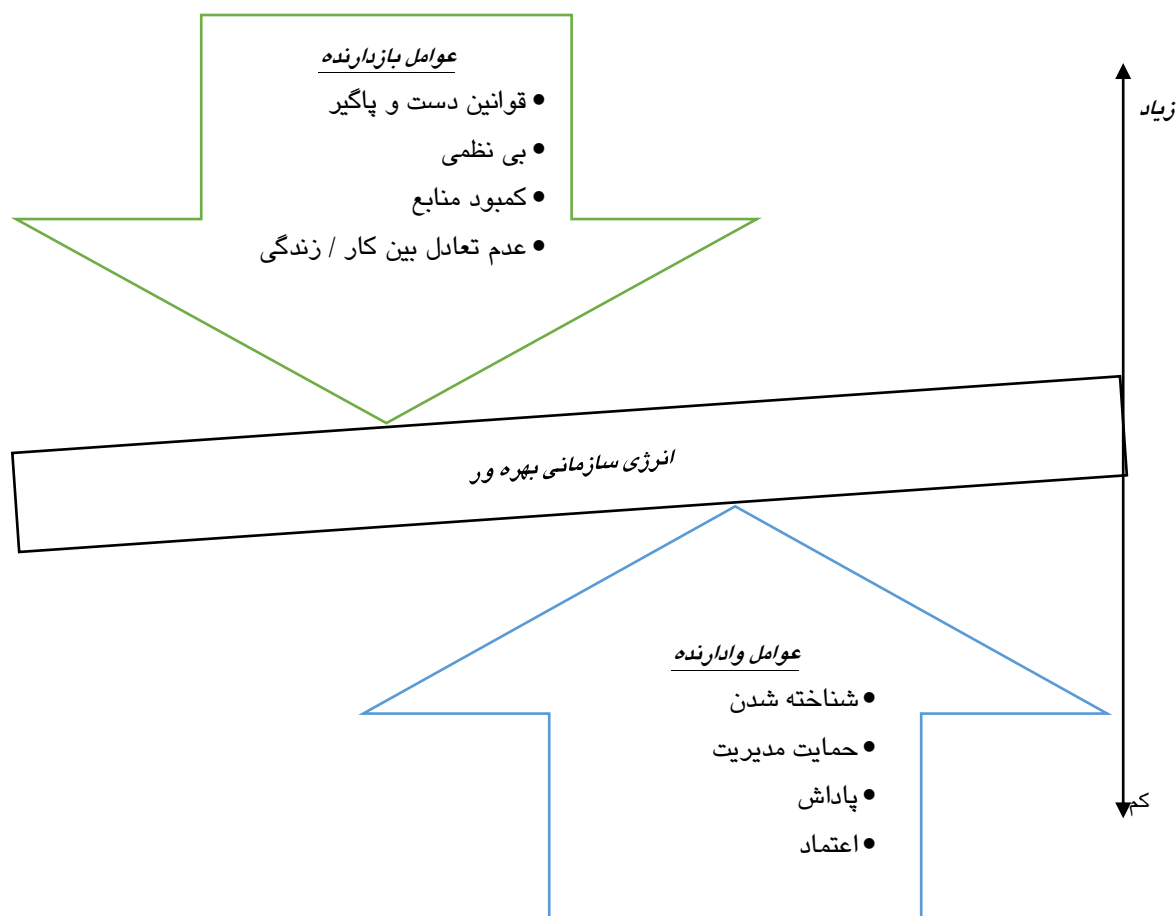 عوامل بازدارنده
• قوانین دست و پاگیر
• بی نظمی
• کمبود منابع
• عدم تعادل بین کار / زندگی
زیاد
انرژی سازمانی بهره ور
عوامل وادارنده
• شناخته شدن
• حمایت مدیریت
• پاداش
• اعتماد
کم